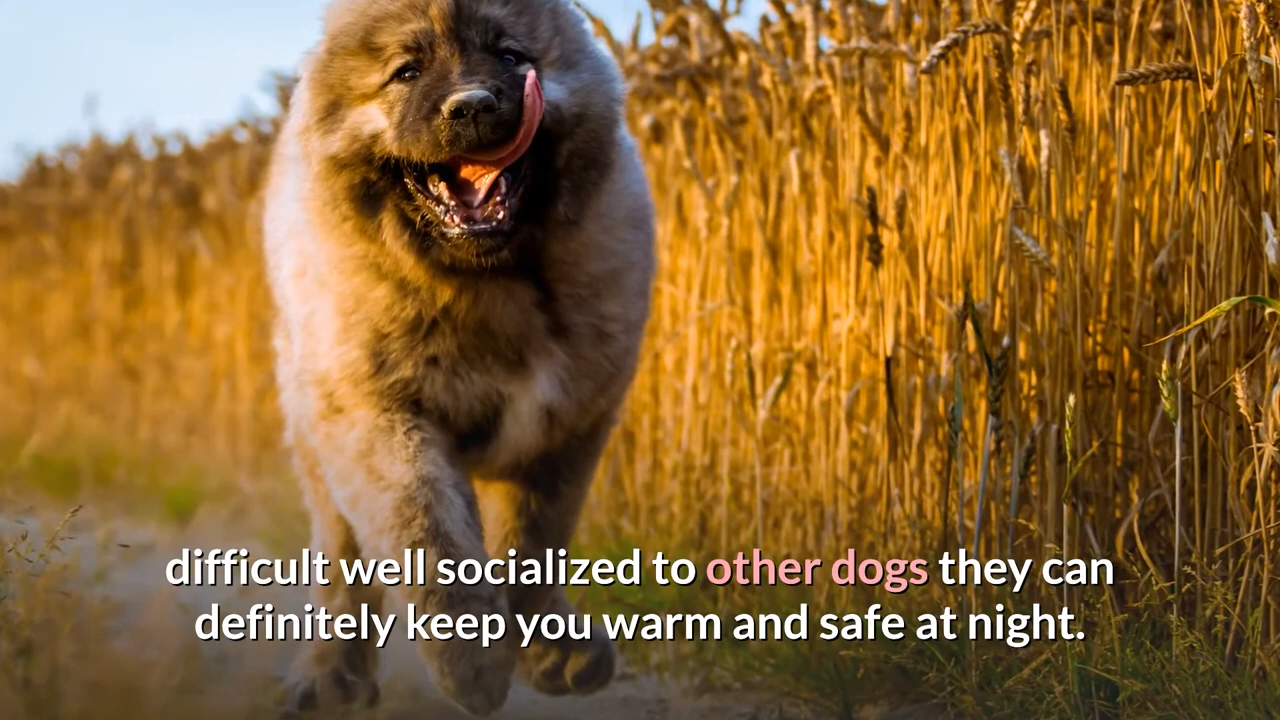 difficult well socialized to other dogs they can
definitely keep you warm and safe at night.